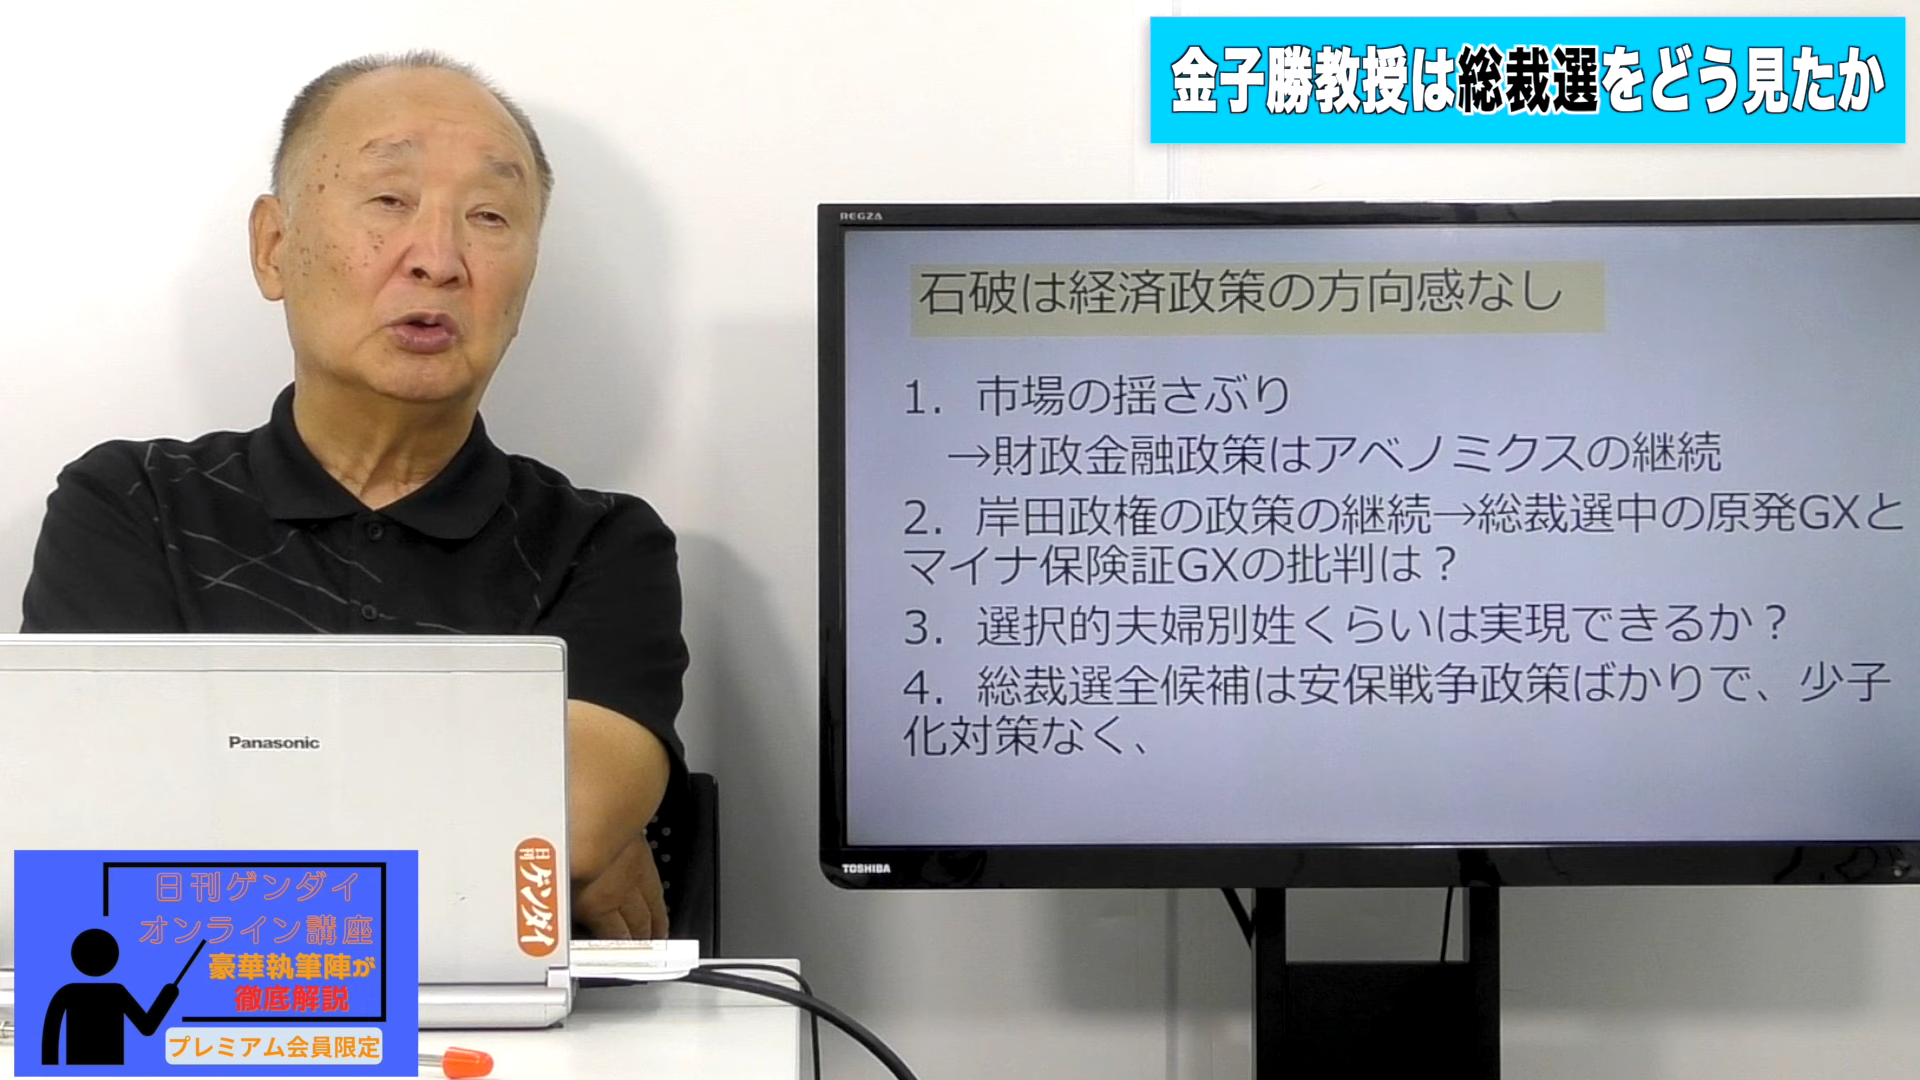 金子勝教授は総裁選をどう見たか
REGZA
石破は経済政策の方向感なし
1．市場の揺さぶり
→財政金融政策はアベノミクスの継続
2．岸田政権の政策の継続→総裁選中の原発GXと
マイナ保険証GXの批判は？
3．選択的夫婦別姓くらいは実現できるか？
4．総裁選全候補は安保戦争政策ばかりで、少子
化対策なく、
TOSHIBA
Panasonic
日刊ゲンダイ
日刊ゲンダイ
オンライン講座
豪華執筆陣が
徹底解説
プレミアム会員限定